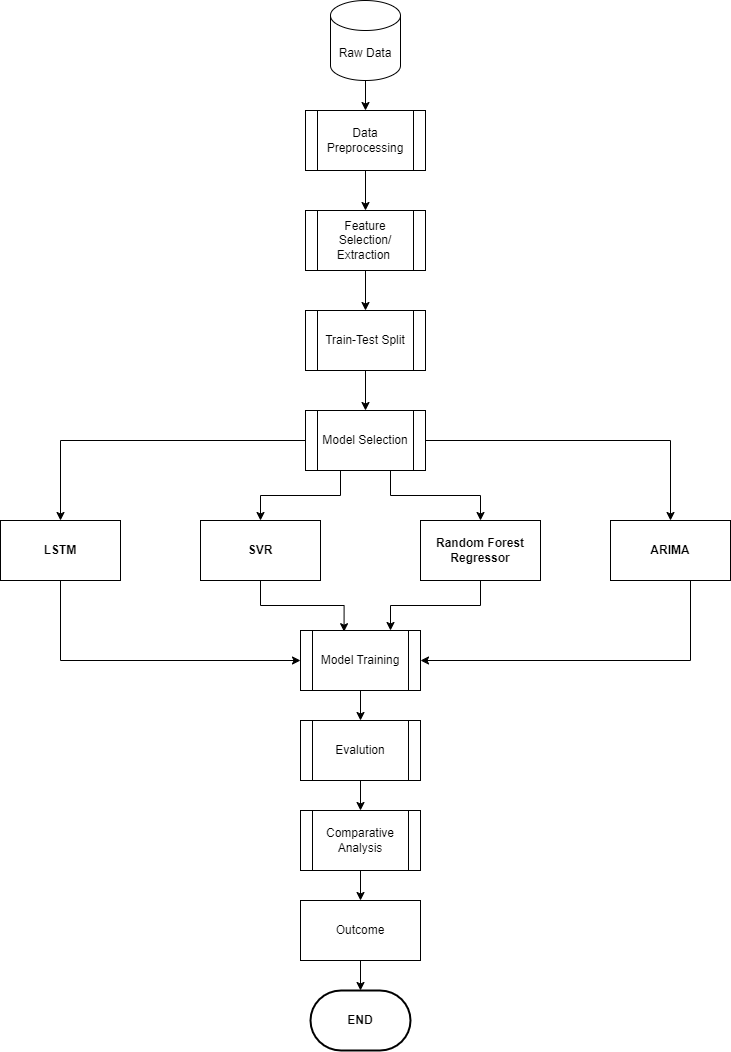 Raw Data
Data
Preprocessing
Feature
Selection/
Extraction
Train-Test Split
Model Selection
LSTM
SVR
Random Forest
Regressor
ARIMA
Model Training
Evalution
Comparative
Analysis
Outcome
END